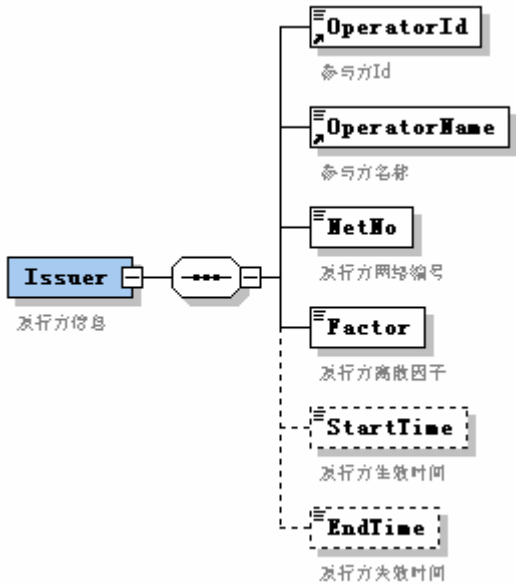 OperatorId
参与方Id
OperatorName
参与方名称
NetNo
发行方网络编号
Issuer
发行方信息
Factor
发行方离散因子
StartTime
发行方生效时间
EndTime
发行方失效时间